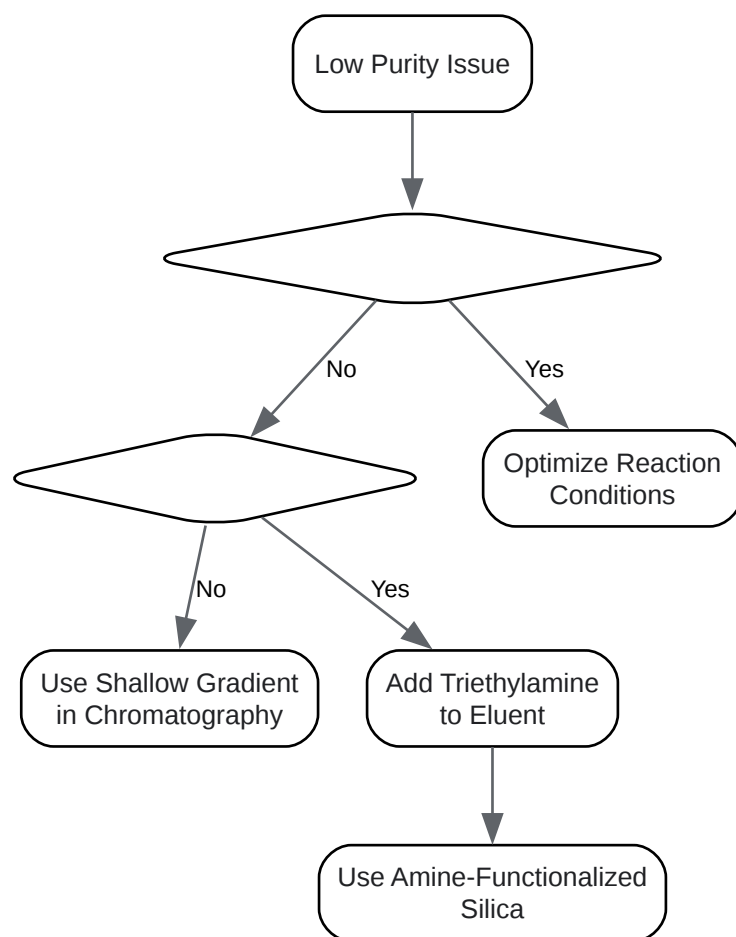 Low Purity Issue
No
Yes
Optimize Reaction
Conditions
No
Yes
Use Shallow Gradient
in Chromatography
Add Triethylamine
to Eluent
Use Amine-Functionalized
Silica